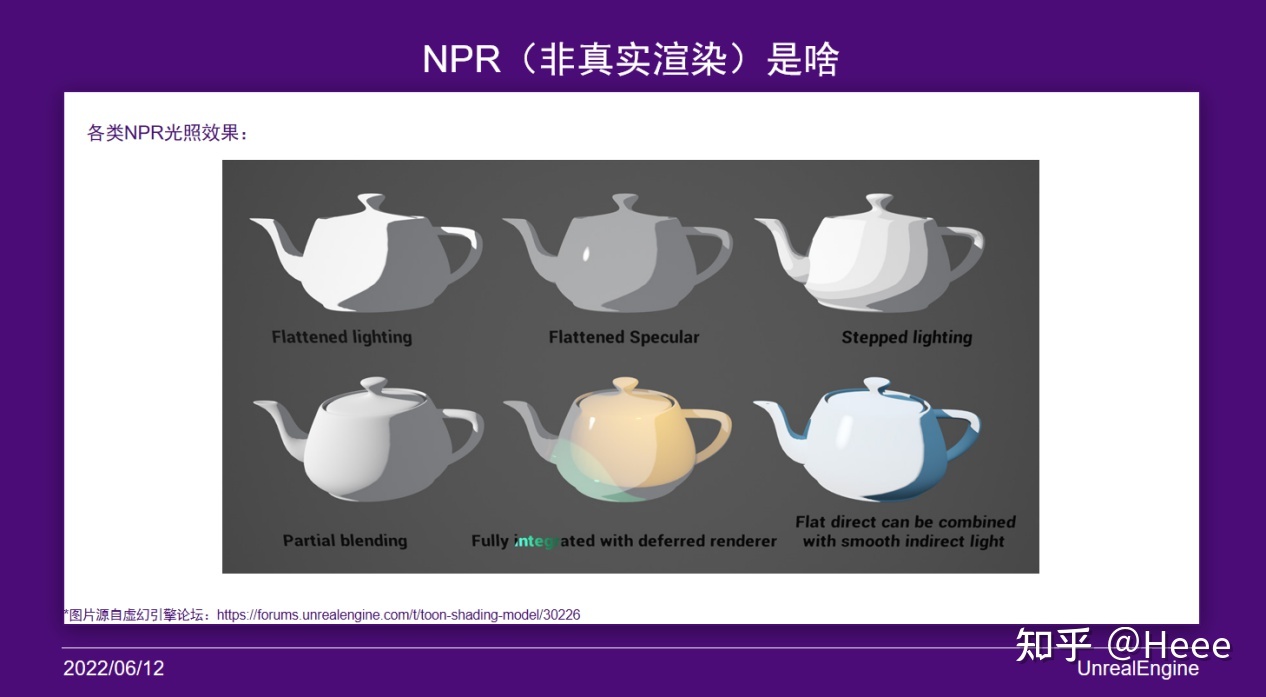 NPR（非真实渲染）是啥
各类NPR光照效果：
Flattened lighting
Flattened Specular
Stepped lighting
Partial blending
Fully integrated with deferred renderer
Flat direct can be combined
with smooth indirect light
*图片源自虚幻引擎论坛：https://forums.unrealengine.com/t/toon-shading-model/30226
知乎 @Heee
2022/06/12
UnrealEngine